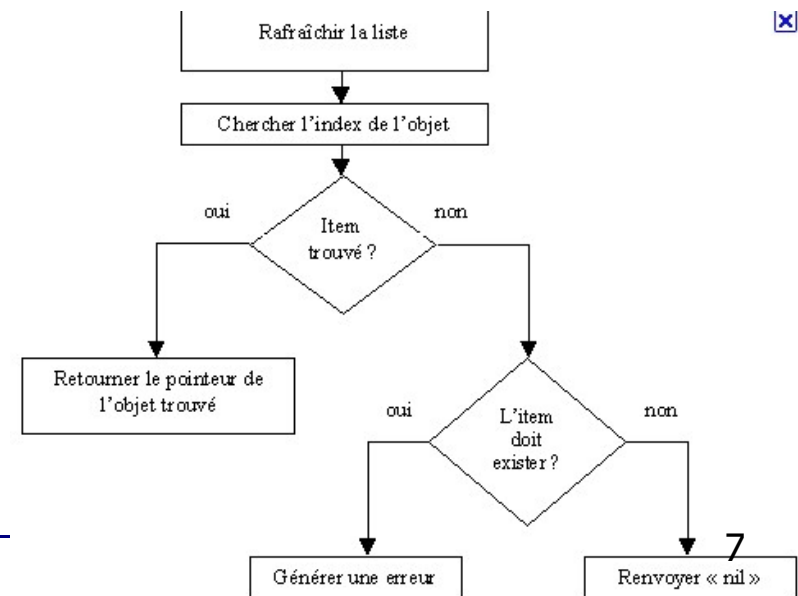 Rafraîchir la liste
Chercher l'index de l'objet
oui
non
Item
trouvé ?
Retourner le pointeur de
l'objet trouvé
oui
non
L'item
doit
exister ?
7
Générer une erreur
Renvoyer « nil »